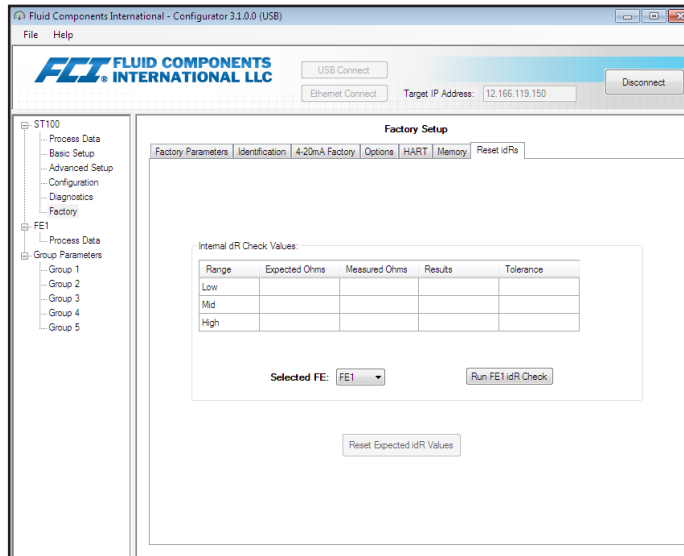 Fluid Components International - Configurator 3.1.0.0 (USB)
File Help
FCI FLUID COMPONENTS
® INTERNATIONAL LLC
USB Connect
Ethernet Connect Target IP Address: 12.166.119.150
Disconnect
ST100
Process Data
Basic Setup
Advanced Setup
Configuration
Diagnostics
Factory
FE1
Process Data
Group Parameters
Group 1
Group 2
Group 3
Group 4
Group 5
Factory Setup
Factory Parameters Identification 4-20mA Factory Options HART Memory Reset idRs
Internal dR Check Values:
Range Expected Ohms Measured Ohms Results Tolerance
Low
Mid
High
Selected FE: FE1 Run FE1 idR Check
Reset Expected idR Values